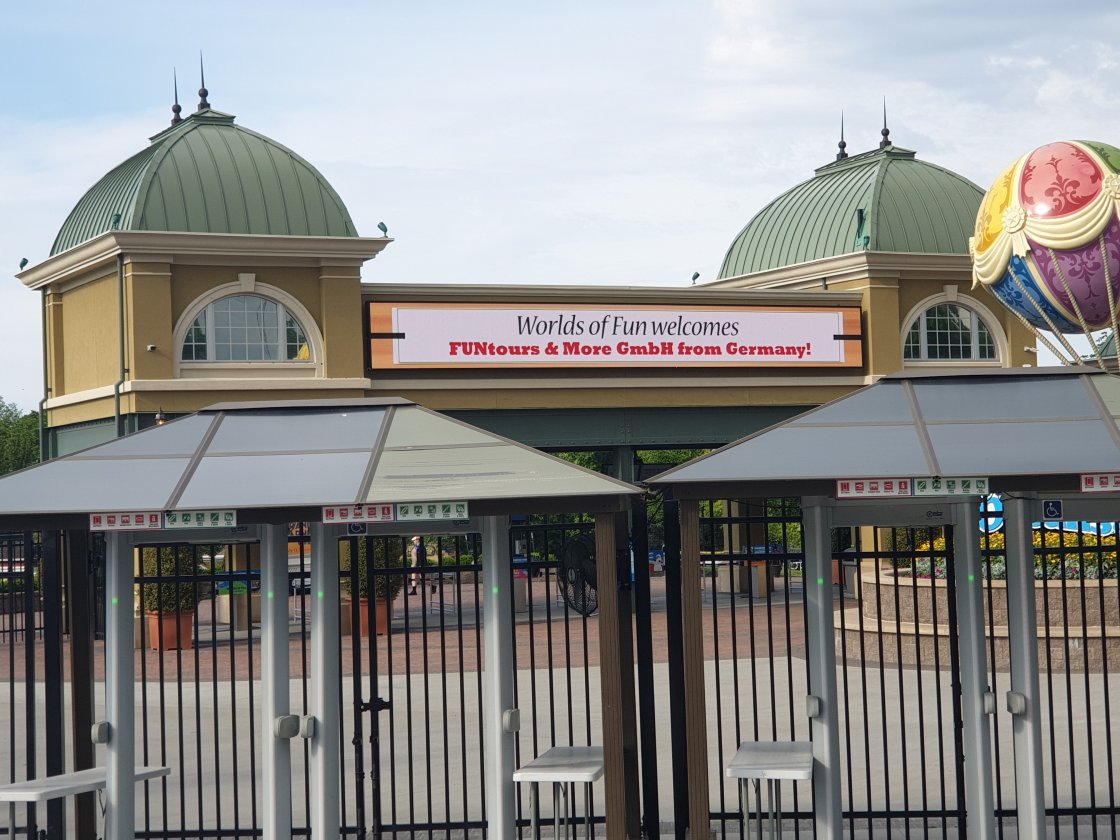 Worlds of Fun welcomes
FUNtours & More GmbH from Germany!